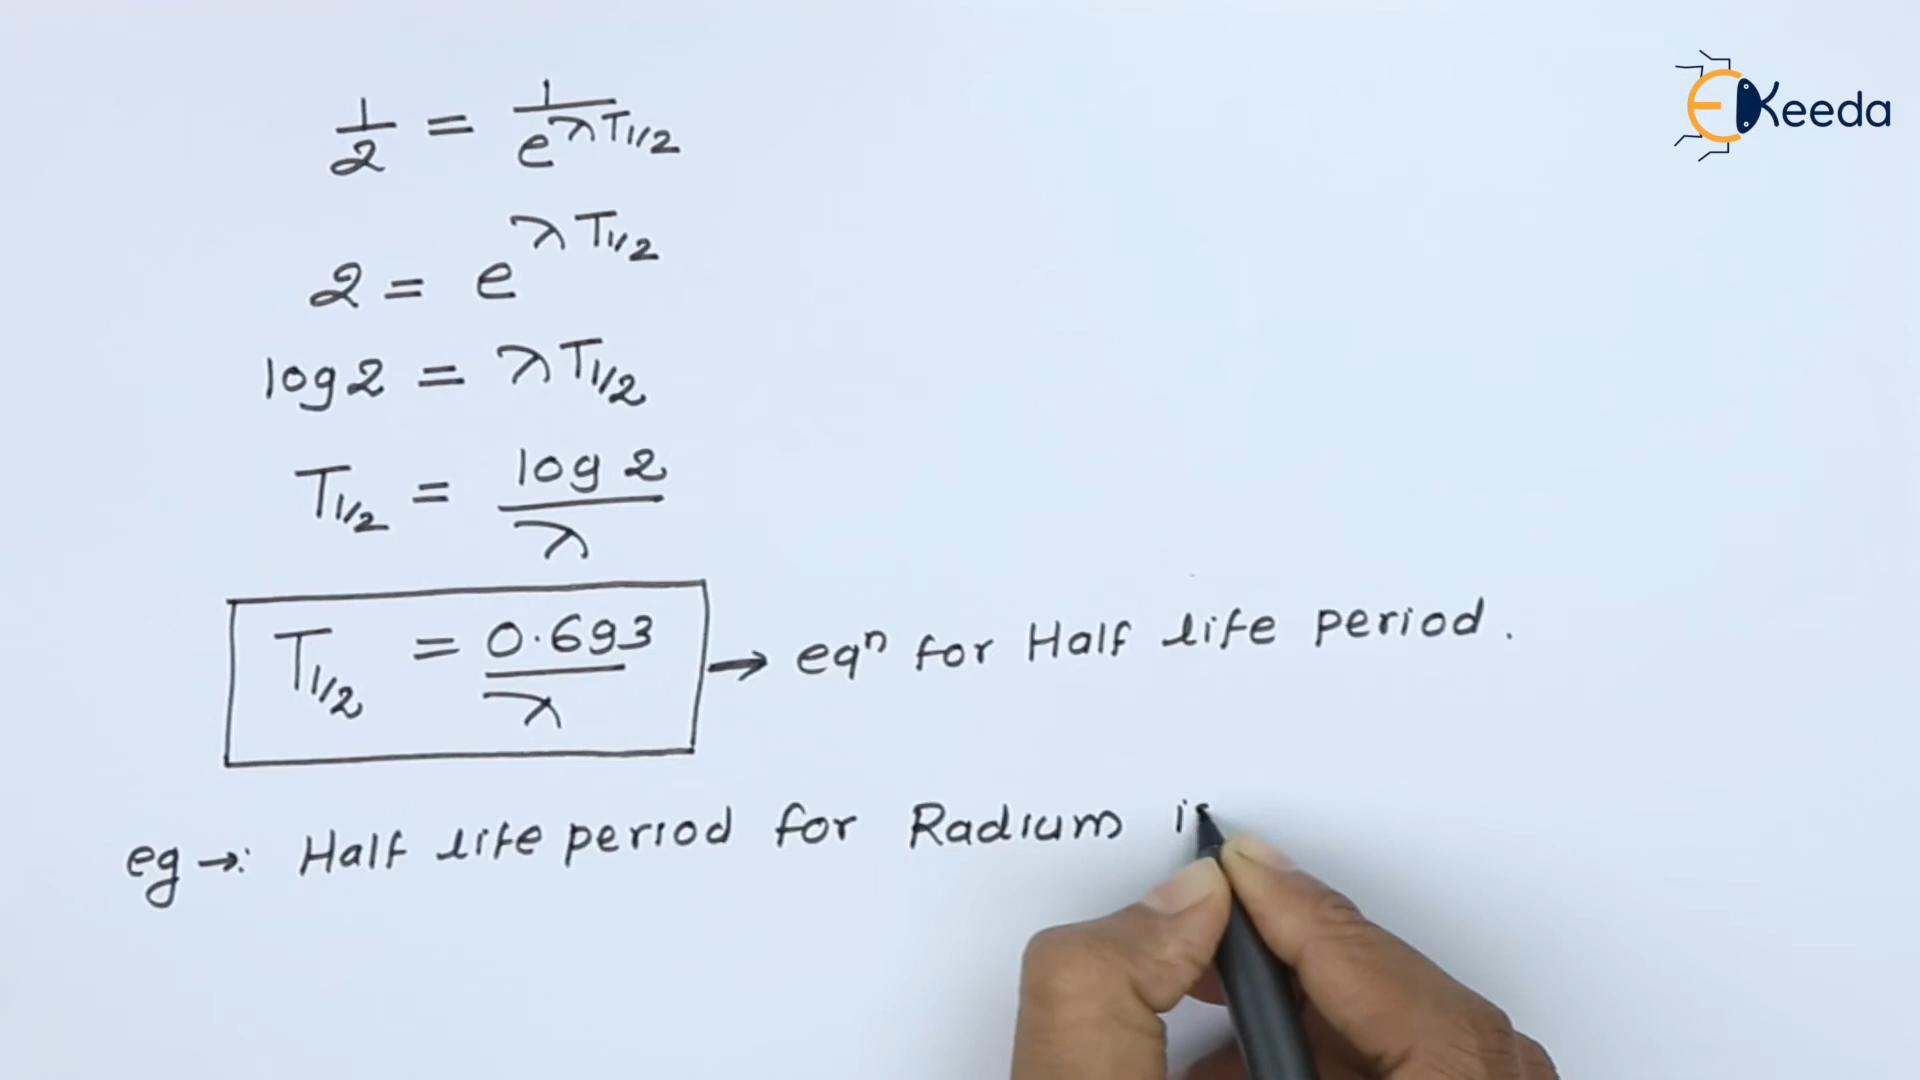 EKeeda
1/2 = 1/e^λT1/2
2 = e^λT1/2
log2 = λT1/2
T1/2 = log 2/λ
T1/2 = 0.693/λ → eqⁿ for Half life period.
eg →: Half life period for Radium is